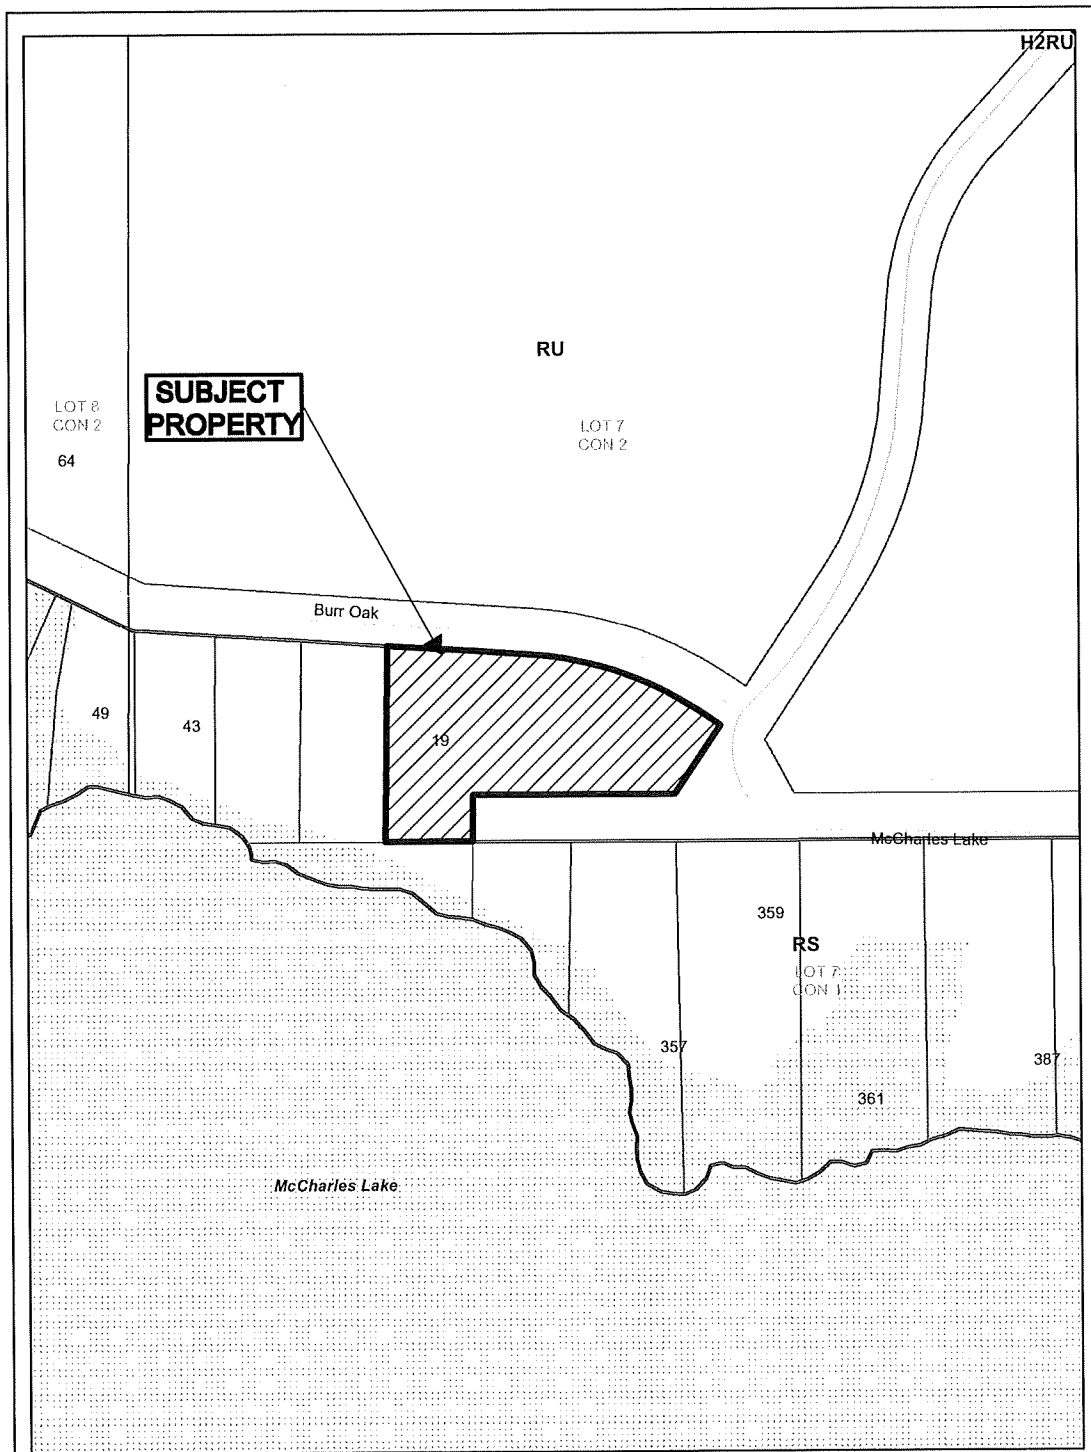 H2RU
RU
SUBJECT
PROPERTY
LOT 8
CON 2
64
LOT 7
CON 2
Burr Oak
49
43
19
McCharles Lake
359
RS
LOT 7
CON 1
357
387
361
McCharles Lake